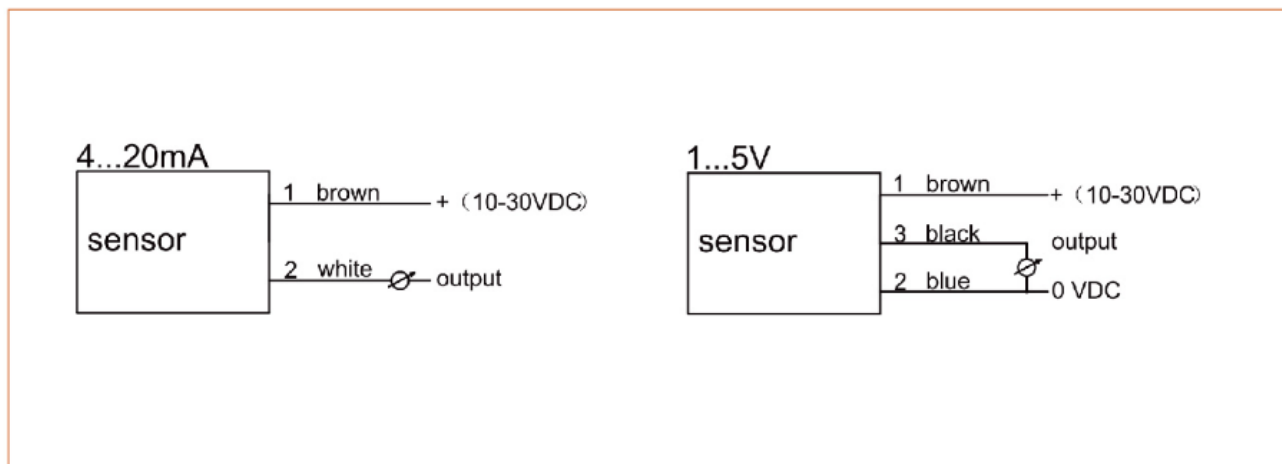 4...20mA
sensor
1 brown + （10-30VDC）
2 white output
1...5V
sensor
1 brown + （10-30VDC）
3 black output
2 blue 0 VDC